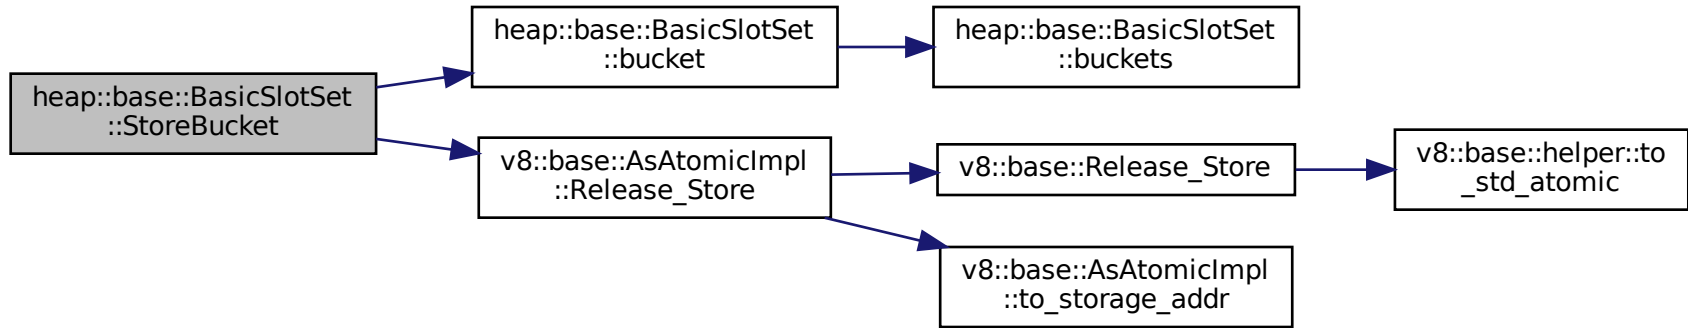 heap::base::BasicSlotSet
::StoreBucket
heap::base::BasicSlotSet
::bucket
heap::base::BasicSlotSet
::buckets
v8::base::AsAtomicImpl
::Release_Store
v8::base::Release_Store
v8::base::helper::to
_std_atomic
v8::base::AsAtomicImpl
::to_storage_addr